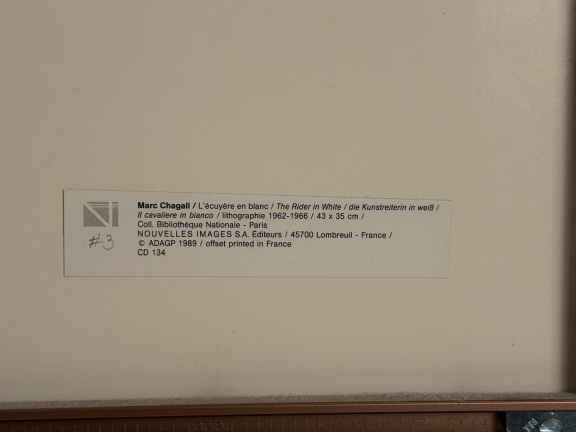 Marc Chagall / L'écuyère en blanc / The Rider in White / die Kunstreiterin in weiß /
Il cavaliere in bianco / lithographie 1962-1966 / 43 x 35 cm /
Coll. Bibliothèque Nationale - Paris
NOUVELLES IMAGES S.A. Editeurs / 45700 Lombreuil - France /
© ADAGP 1989 / offset printed in France
CD 134
#3